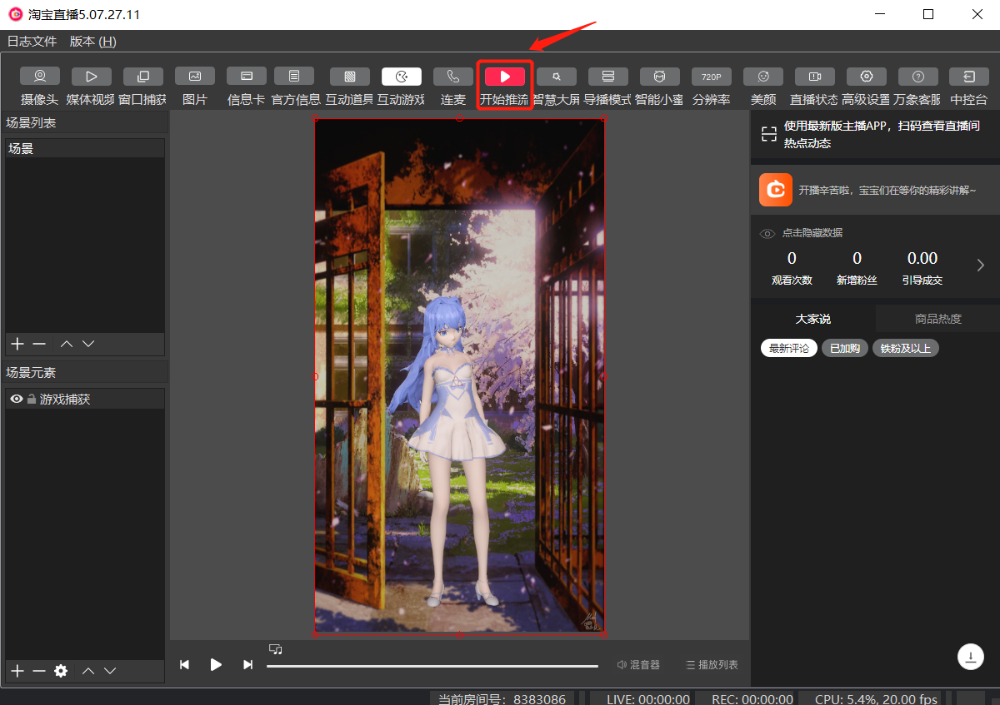 淘宝直播5.07.27.11
日志文件 版本 (H)
摄像头 媒体视频 窗口捕获 图片 信息卡 官方信息 互动道具 互动游戏 连麦 开始推流 智慧大屏 导播模式 智能小蜜 720P 分辨率 美颜 直播状态 高级设置 万象客服 中控台
场景列表
场景
场景元素
游戏捕获
使用最新版主播APP，扫码查看直播间
热点动态
开播辛苦啦，宝宝们在等你的精彩讲解~
点击隐藏数据
0 0 0.00
观看次数 新增粉丝 引导成交
大家说 商品热度
最新评论 已加购 铁粉及以上
混音器 播放列表
当前房间号： 8383086 LIVE: 00:00:00 REC: 00:00:00 CPU: 5.4%, 20.00 fps